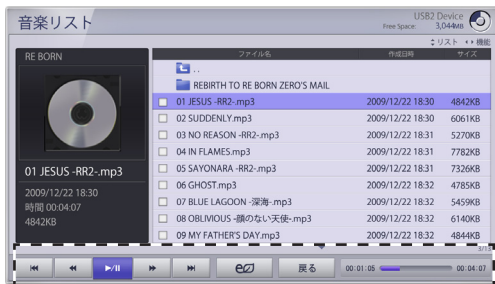 音楽リスト
USB2 Device
Free Space: 3,044MB
リスト 機能
RE BORN
01 JESUS -RR2-.mp3
2009/12/22 18:30
時間 00:04:07
4842KB
ファイル名 作成日時 サイズ
..
REBIRTH TO RE BORN ZERO'S MAIL
01 JESUS -RR2-.mp3 2009/12/22 18:30 4842KB
02 SUDDENLY.mp3 2009/12/22 18:30 6061KB
03 NO REASON -RR2-.mp3 2009/12/22 18:31 5270KB
04 IN FLAMES.mp3 2009/12/22 18:31 7782KB
05 SAYONARA -RR2-.mp3 2009/12/22 18:31 7326KB
06 GHOST.mp3 2009/12/22 18:32 4785KB
07 BLUE LAGOON -深海-.mp3 2009/12/22 18:32 5459KB
08 OBLIVIOUS -顔のない天使-.mp3 2009/12/22 18:32 6140KB
09 MY FATHER'S DAY.mp3 2009/12/22 18:32 4844KB
3/13
戻る 00:01:05 00:04:07